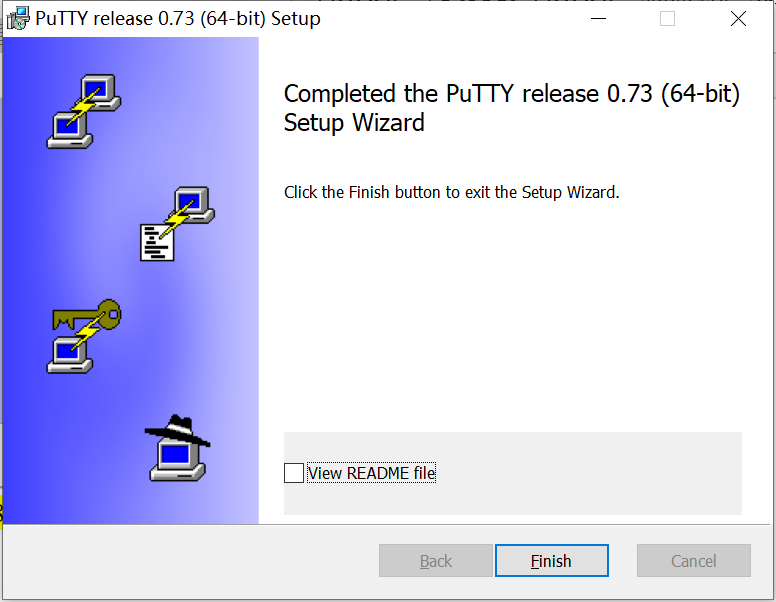 PuTTY release 0.73 (64-bit) Setup
Completed the PuTTY release 0.73 (64-bit)
Setup Wizard
Click the Finish button to exit the Setup Wizard.
View README file
Back
Finish
Cancel